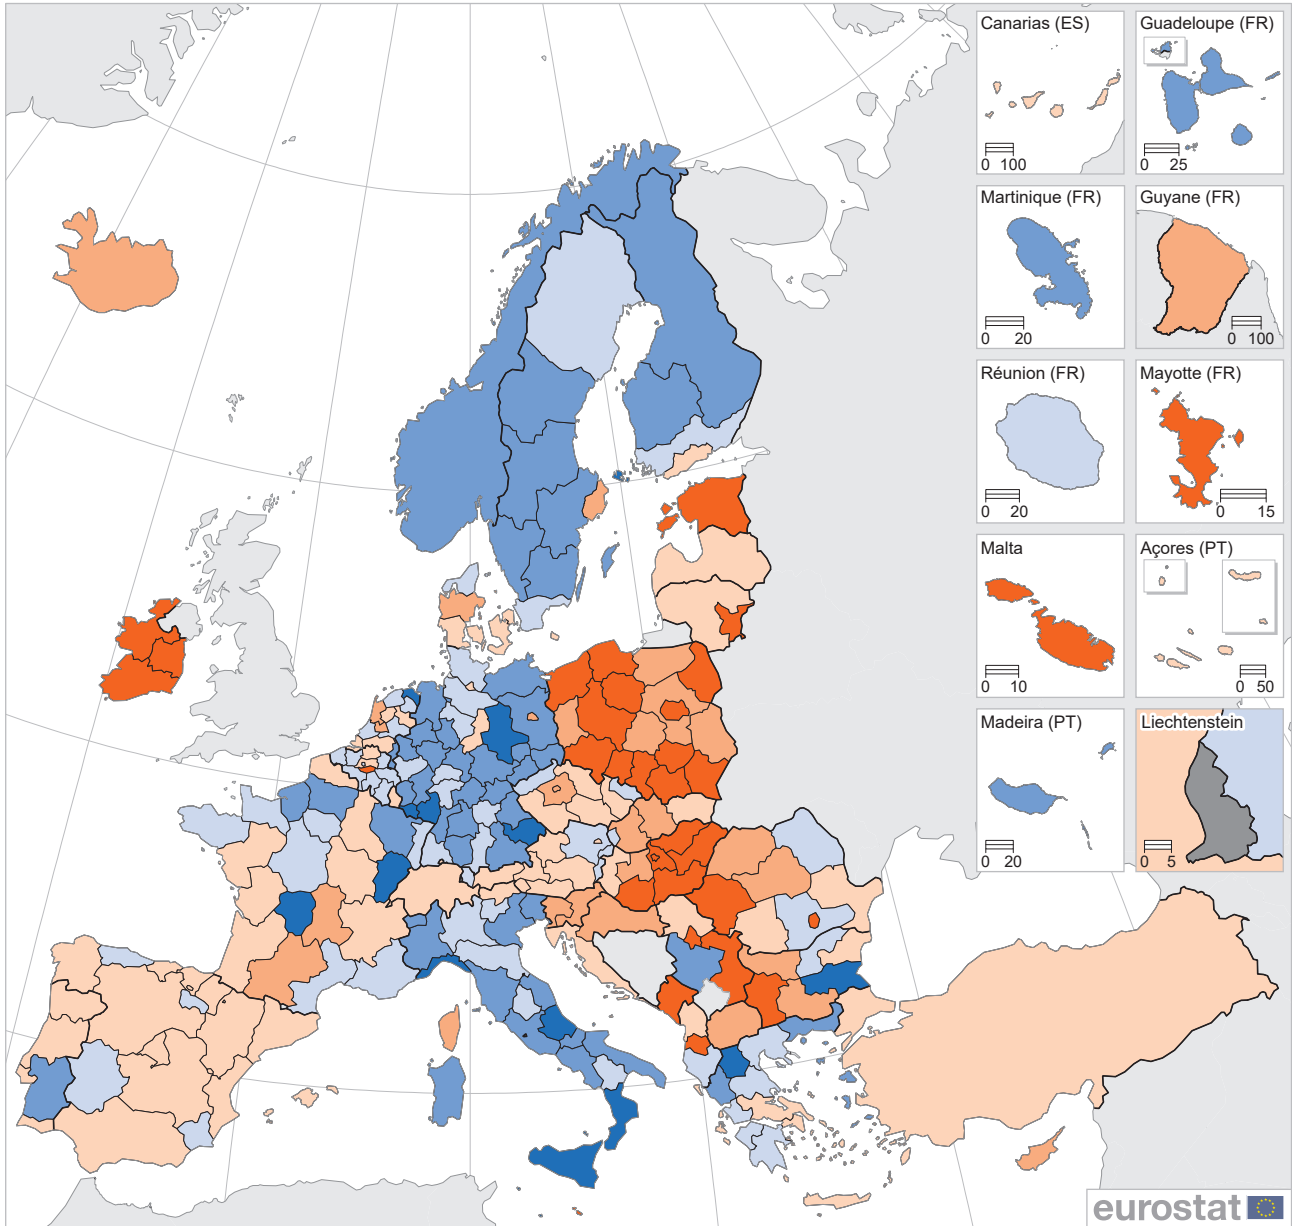 Canarias (ES)
0 100
Guadeloupe (FR)
0 25
Martinique (FR)
0 20
Guyane (FR)
0 100
Réunion (FR)
0 20
Mayotte (FR)
0 15
Malta
0 10
Açores (PT)
0 50
Madeira (PT)
0 20
Liechtenstein
0 5
eurostat